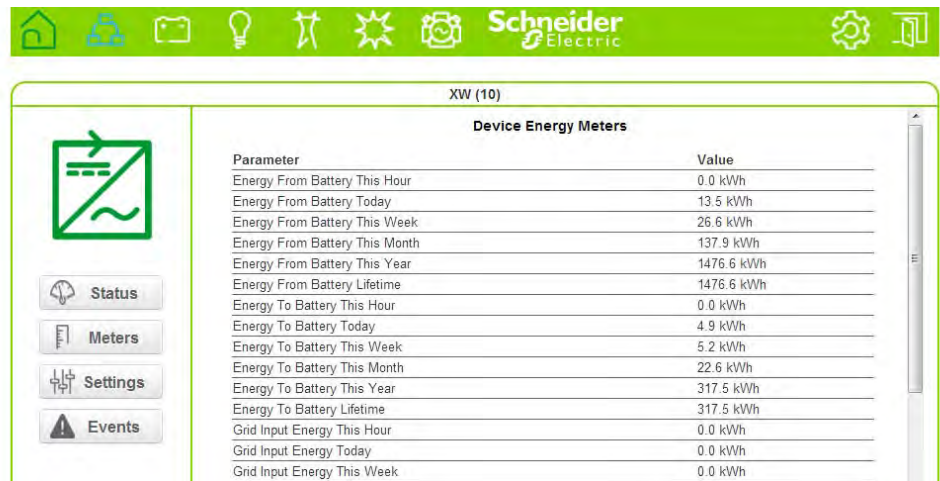 Schneider
Electric
XW (10)
Device Energy Meters
Parameter Value
Energy From Battery This Hour 0.0 kWh
Energy From Battery Today 13.5 kWh
Energy From Battery This Week 26.6 kWh
Energy From Battery This Month 137.9 kWh
Energy From Battery This Year 1476.6 kWh
Energy From Battery Lifetime 1476.6 kWh
Energy To Battery This Hour 0.0 kWh
Energy To Battery Today 4.9 kWh
Energy To Battery This Week 5.2 kWh
Energy To Battery This Month 22.6 kWh
Energy To Battery This Year 317.5 kWh
Energy To Battery Lifetime 317.5 kWh
Grid Input Energy This Hour 0.0 kWh
Grid Input Energy Today 0.0 kWh
Grid Input Energy This Week 0.0 kWh
Status
Meters
Settings
Events